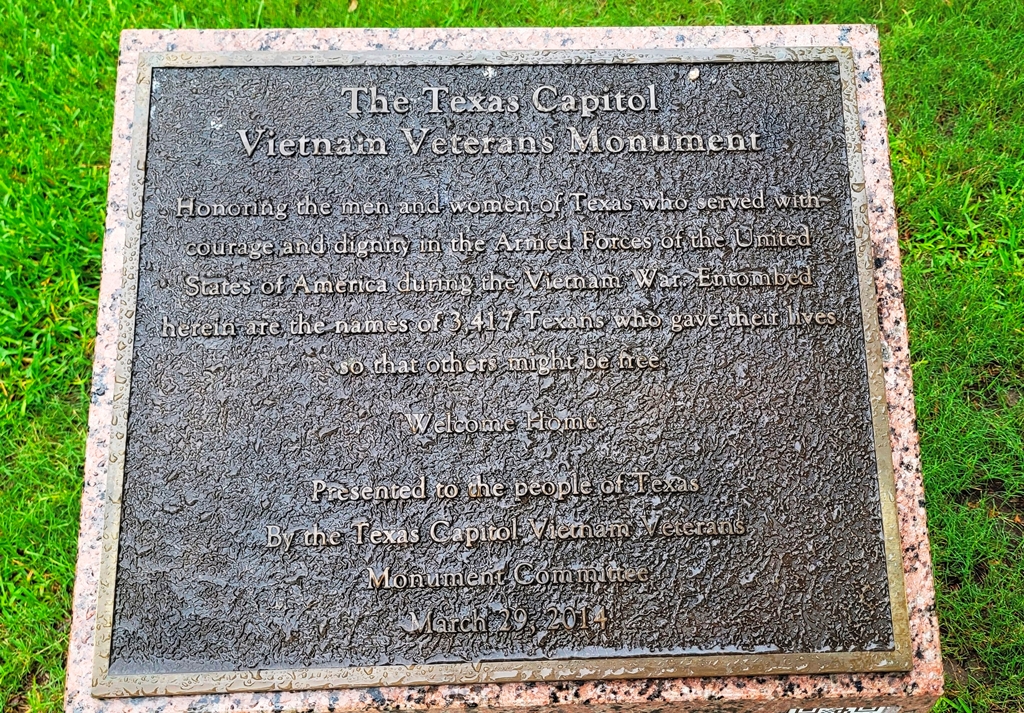 The Texas Capitol
Vietnam Veterans Monument
Honoring the men and women of Texas who served with
courage and dignity in the Armed Forces of the United
States of America during the Vietnam War. Entombed
herein are the names of 3,417 Texans who gave their lives
so that others might be free.
Welcome Home.
Presented to the people of Texas
By the Texas Capitol Vietnam Veterans
Monument Committee
March 29, 2014